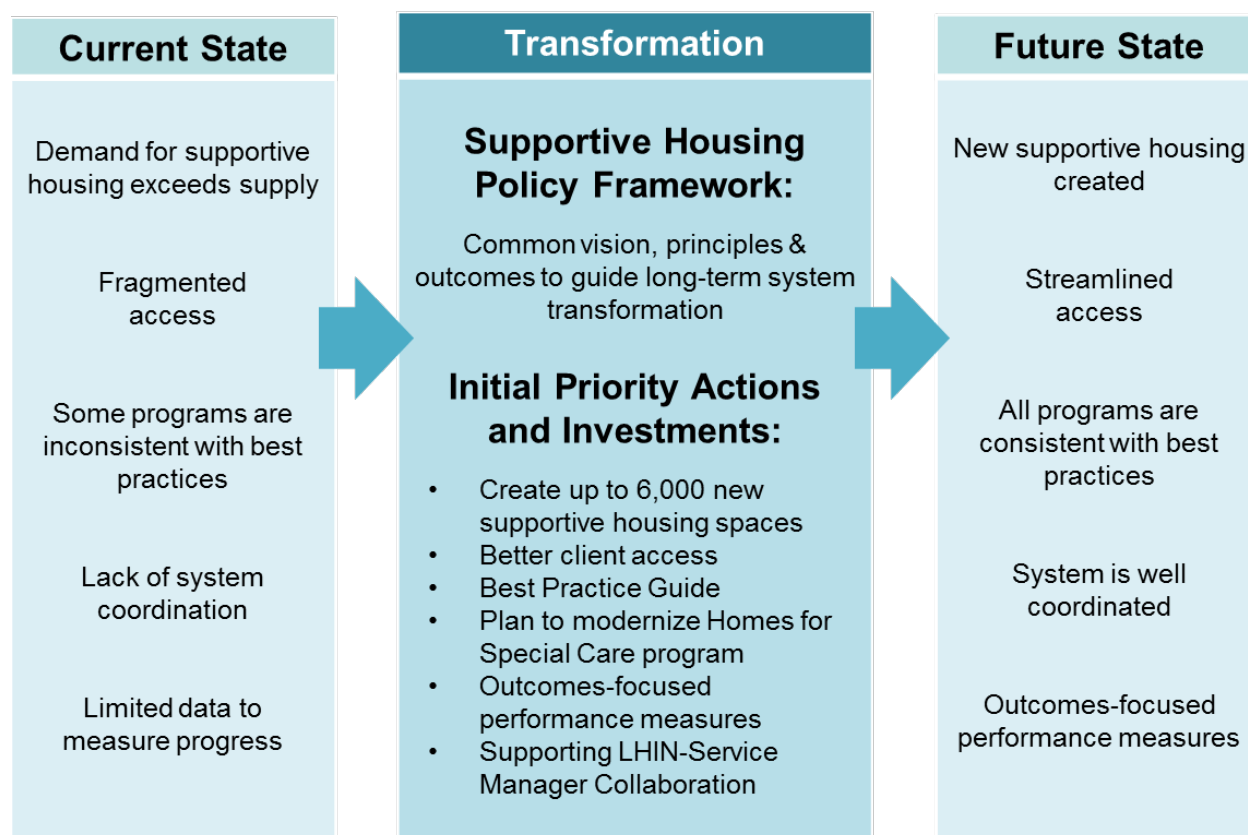 Current State
Demand for supportive
housing exceeds supply
Fragmented
access
Some programs are
inconsistent with best
practices
Lack of system
coordination
Limited data to
measure progress
Transformation
Supportive Housing
Policy Framework:
Common vision, principles &
outcomes to guide long-term system
transformation
Initial Priority Actions
and Investments:
• Create up to 6,000 new
supportive housing spaces
• Better client access
• Best Practice Guide
• Plan to modernize Homes for
Special Care program
• Outcomes-focused
performance measures
• Supporting LHIN-Service
Manager Collaboration
Future State
New supportive housing
created
Streamlined
access
All programs are
consistent with best
practices
System is well
coordinated
Outcomes-focused
performance measures